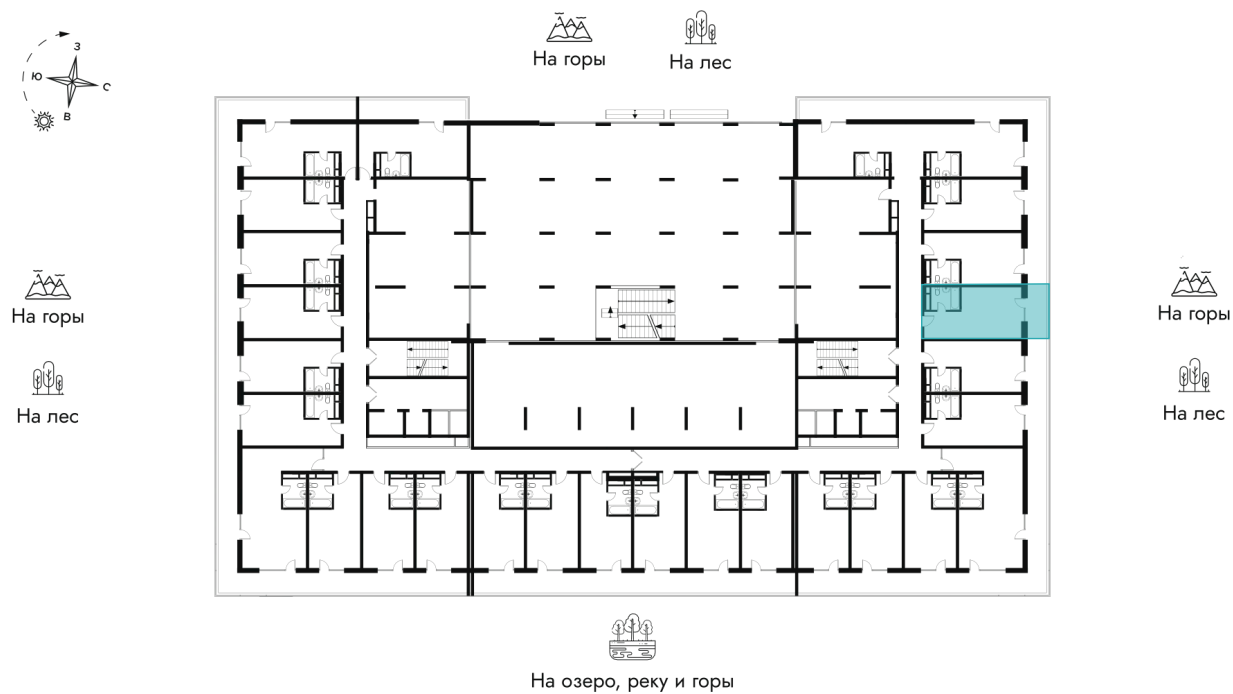 На горы
На лес
З
Ю
С
В
На горы
На лес
На горы
На лес
На озеро, реку и горы